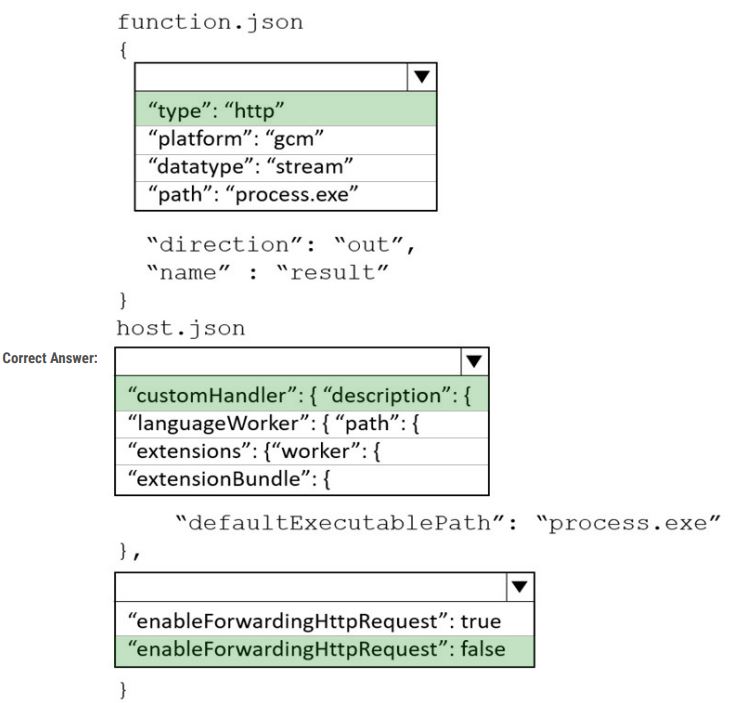 function.json
{
▼
“type”: “http”
“platform”: “gcm”
“datatype”: “stream”
“path”: “process.exe”
“direction”: “out”,
“name” : “result”
}
host.json
Correct Answer:
▼
“customHandler”: { “description”: {
“languageWorker”: { “path”: {
“extensions”: {“worker”: {
“extensionBundle”: {
“defaultExecutablePath”: “process.exe”
},
▼
“enableForwardingHttpRequest”: true
“enableForwardingHttpRequest”: false
}